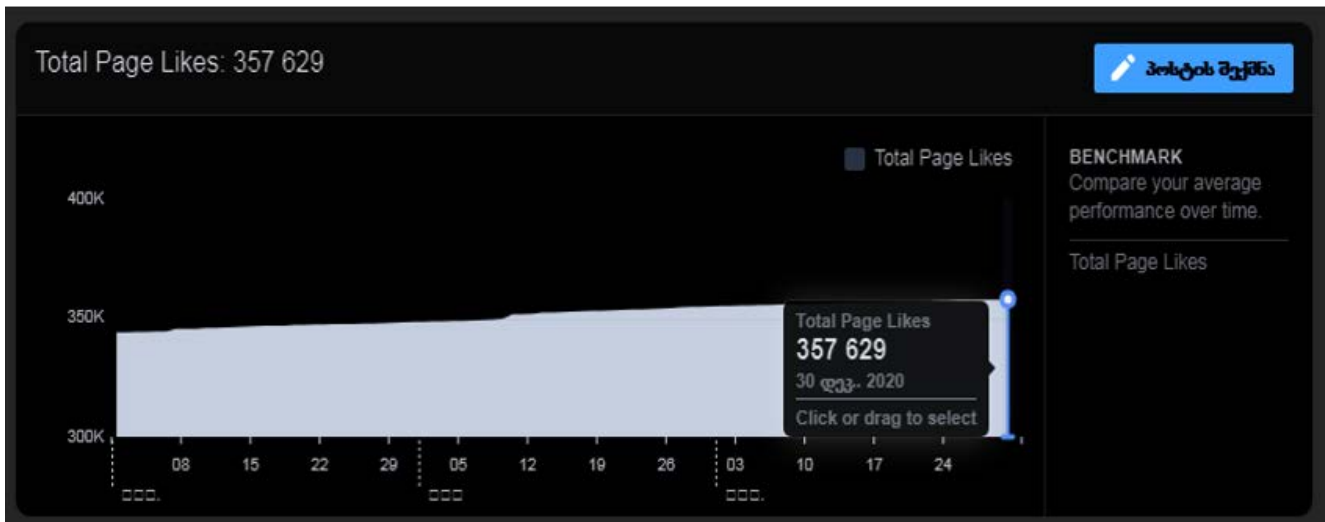 Total Page Likes: 357 629
პოსტის შექმნა
Total Page Likes
BENCHMARK
Compare your average
performance over time.
Total Page Likes
400K
350K
300K
Total Page Likes
357 629
30 დეკ.. 2020
Click or drag to select
08 15 22 29 05 12 19 26 03 10 17 24